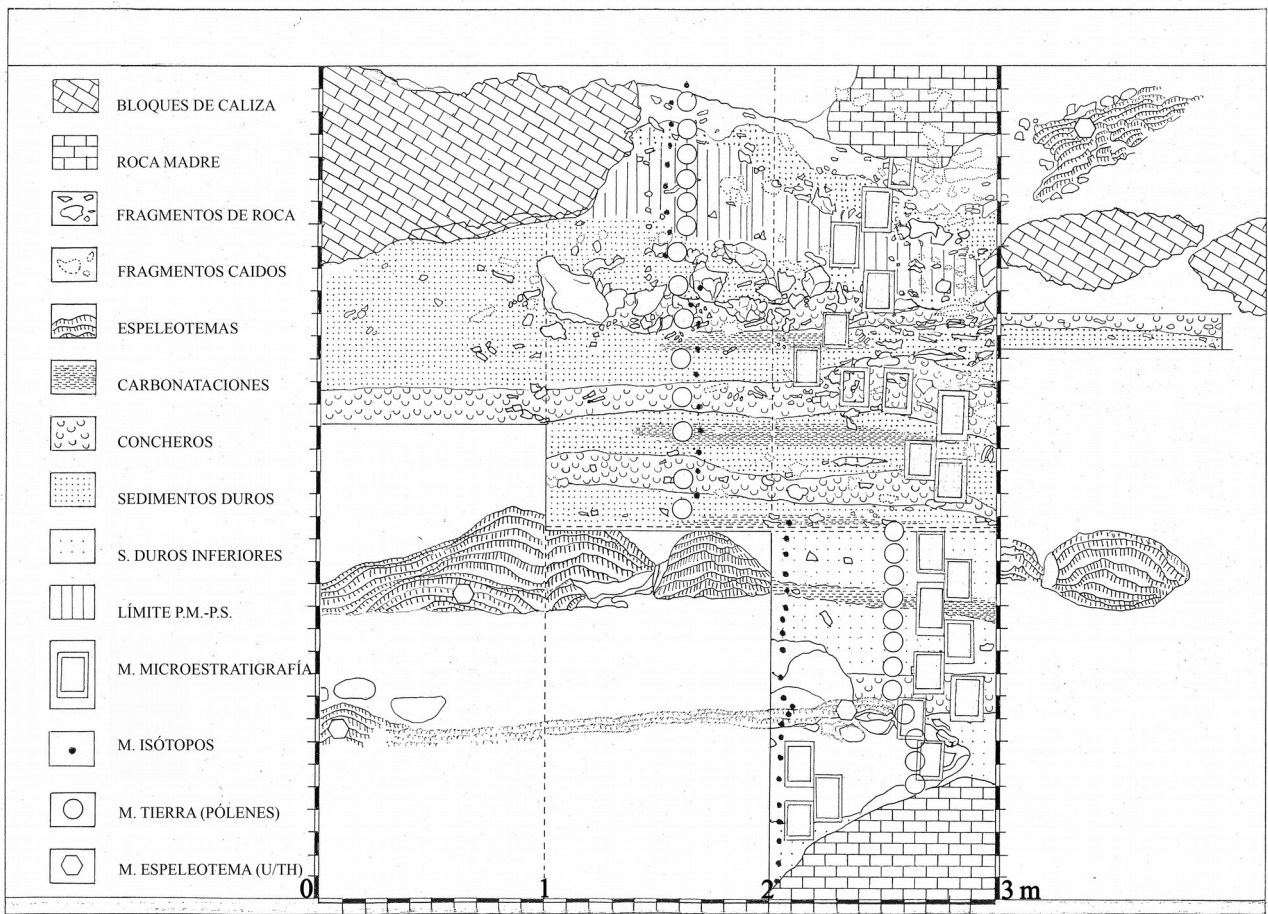 BLOQUES DE CALIZA
ROCA MADRE
FRAGMENTOS DE ROCA
FRAGMENTOS CAIDOS
ESPELEOTEMAS
CARBONATACIONES
CONCHEROS
SEDIMENTOS DUROS
S. DUROS INFERIORES
LÍMITE P.M.-P.S.
M. MICROESTRATIGRAFÍA
M. ISÓTOPOS
M. TIERRA (PÓLENES)
M. ESPELEOTEMA (U/TH)
0 1 2 3 m